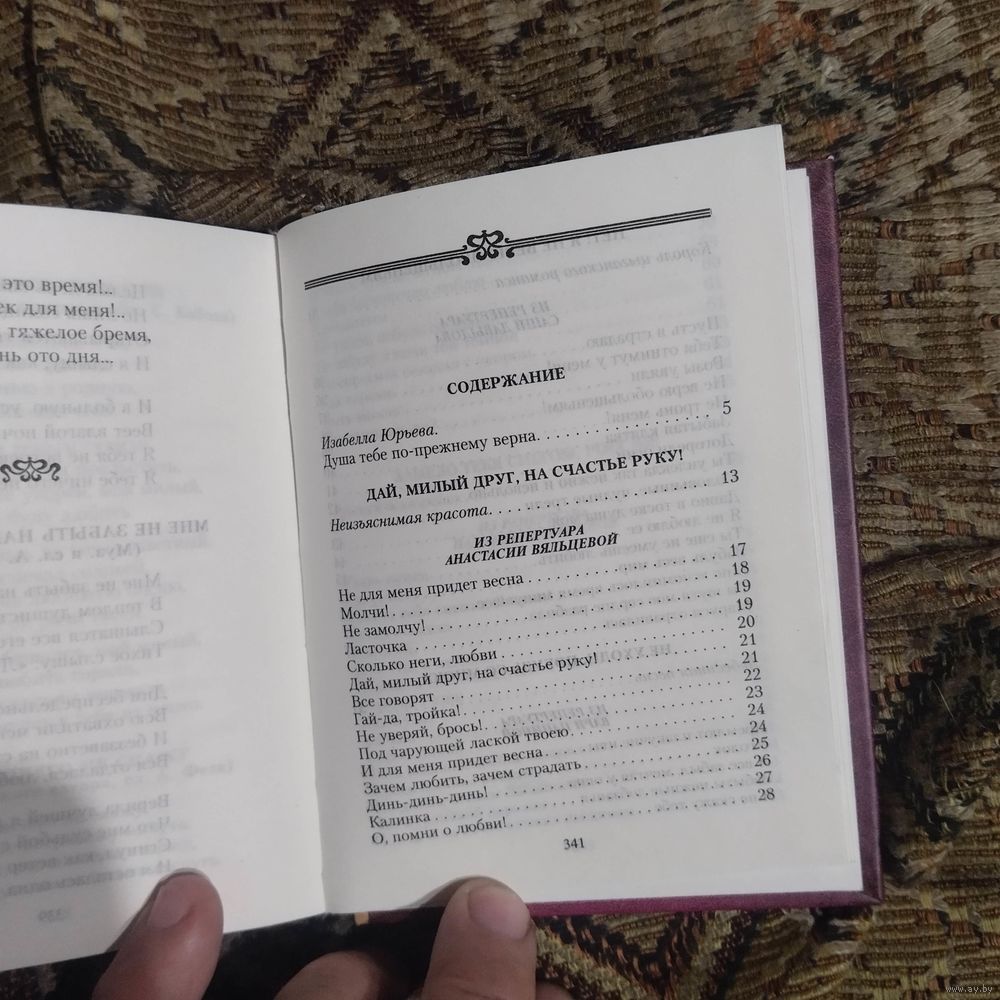 это время!..
ек для меня!..
, тяжелое бремя,
нь ото дня...
СОДЕРЖАНИЕ
Изабелла Юрьева.
Душа тебе по-прежнему верна. . . . . . . . . . . . . . . . 5
ДАЙ, МИЛЫЙ ДРУГ, НА СЧАСТЬЕ РУКУ!
Неизъяснимая красота. . . . . . . . . . . . . . . . . . . 13
ИЗ РЕПЕРТУАРА
АНАСТАСИИ ВЯЛЬЦЕВОЙ
Не для меня придет весна . . . . . . . . . . . . . . . . 17
Молчи! . . . . . . . . . . . . . . . . . . . . . . . . . 18
Не замолчу! . . . . . . . . . . . . . . . . . . . . . . 19
Ласточка . . . . . . . . . . . . . . . . . . . . . . . . 19
Сколько неги, любви . . . . . . . . . . . . . . . . . . 20
Дай, милый друг, на счастье руку! . . . . . . . . . . . 21
Все говорят . . . . . . . . . . . . . . . . . . . . . . 21
Гай-да, тройка! . . . . . . . . . . . . . . . . . . . . 22
Не уверяй, брось! . . . . . . . . . . . . . . . . . . . 23
Под чарующей лаской твоею . . . . . . . . . . . . . . . 24
И для меня придет весна . . . . . . . . . . . . . . . . 24
Зачем любить, зачем страдать . . . . . . . . . . . . . . 25
Динь-динь-динь! . . . . . . . . . . . . . . . . . . . . 26
Калинка . . . . . . . . . . . . . . . . . . . . . . . . 27
О, помни о любви! . . . . . . . . . . . . . . . . . . . 28
341
www.ay.by